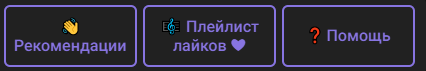 👋
Рекомендации
🎼 Плейлист
лайков 💜
❓ Помощь